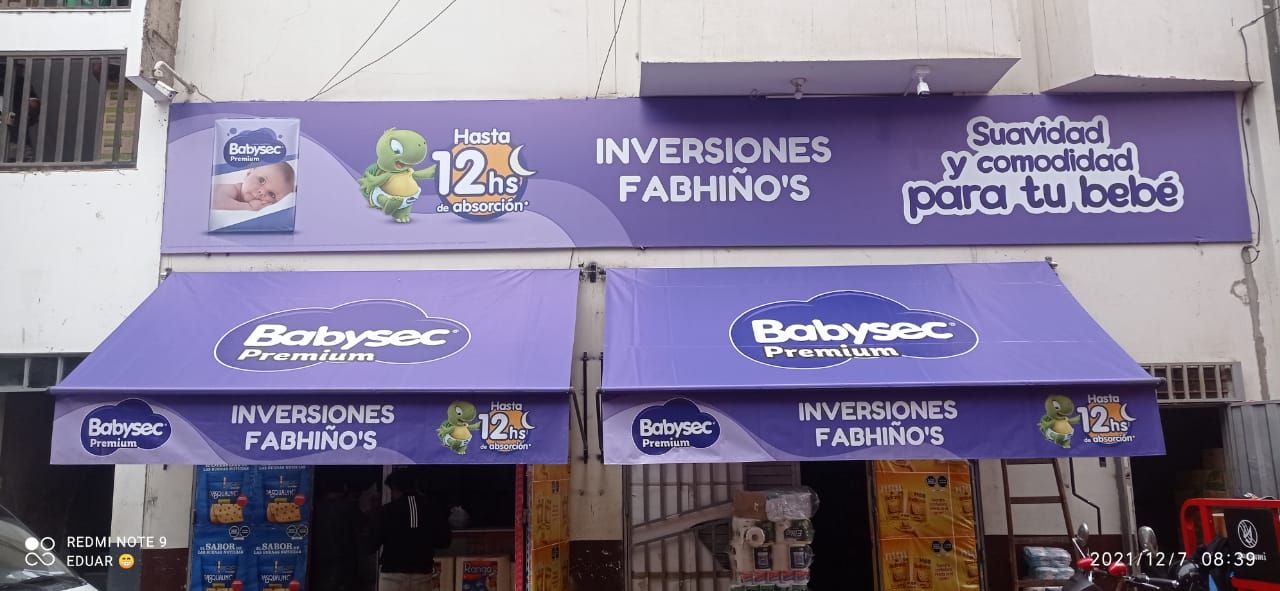 Babysec
Premium
Hasta
12hs
de absorción*
INVERSIONES
FABHIÑO'S
Suavidad
y comodidad
para tu bebé
Babysec
Premium
Babysec
Premium
Babysec
Premium
INVERSIONES
FABHIÑO'S
Hasta
12hs
de absorción*
Babysec
Premium
INVERSIONES
FABHIÑO'S
Hasta
12hs
de absorción*
SABOR
REDMI NOTE 9
EDUAR 😁
2021/12/7 08:39